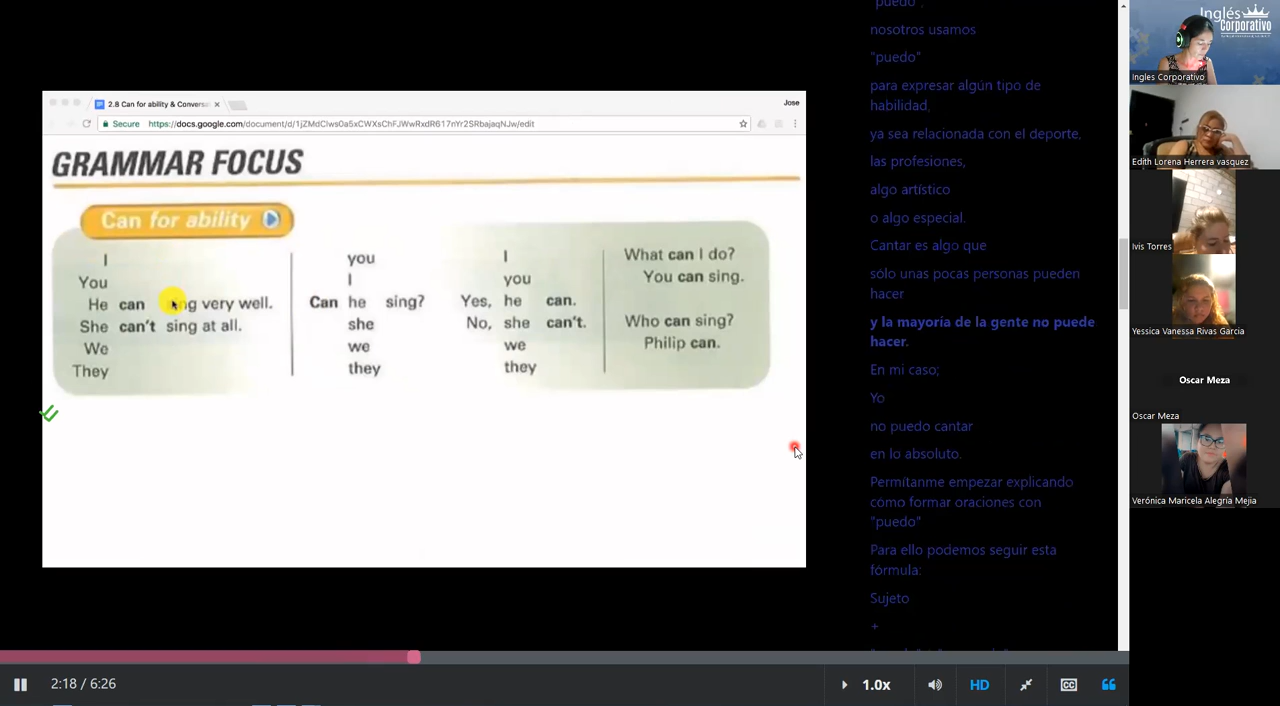 2.8 Can for ability & Conversa
Jose
Secure
https://docs.google.com/document/d/1jZMdClws0a5xCWXsChFJWwRxdR617nYr2SRbajaqNJw/edit
GRAMMAR FOCUS
Can for ability
I
You
He can ng very well.
She can't sing at all.
We
They
you
I
Can he sing?
she
we
they
I
you
Yes, he can.
No, she can't.
we
they
What can I do?
You can sing.
Who can sing?
Philip can.
"puedo",
nosotros usamos
"puedo"
para expresar algún tipo de
habilidad,
ya sea relacionada con el deporte,
las profesiones,
algo artístico
o algo especial.
Cantar es algo que
sólo unas pocas personas pueden
hacer
y la mayoría de la gente no puede
hacer.
En mi caso;
Yo
no puedo cantar
en lo absoluto.
Permítanme empezar explicando
cómo formar oraciones con
"puedo"
Para ello podemos seguir esta
fórmula:
Sujeto
+
Inglés
Corporativo
Ingles Corporativo
Edith Lorena Herrera vasquez
Ivis Torres
Yessica Vanessa Rivas Garcia
Oscar Meza
Oscar Meza
Verónica Maricela Alegría Mejia
2:18 / 6:26
1.0x
HD
CC